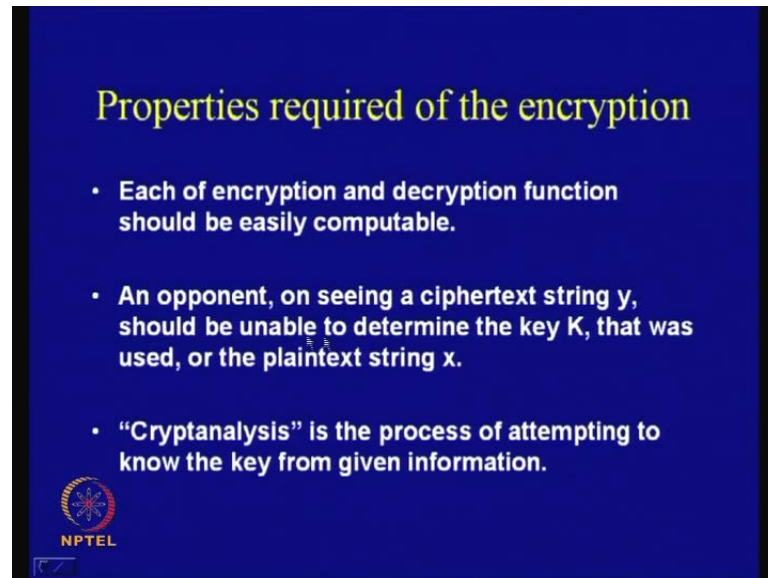 Properties required of the encryption
• Each of encryption and decryption function
should be easily computable.
• An opponent, on seeing a ciphertext string y,
should be unable to determine the key K, that was
used, or the plaintext string x.
• “Cryptanalysis” is the process of attempting to
know the key from given information.
NPTEL